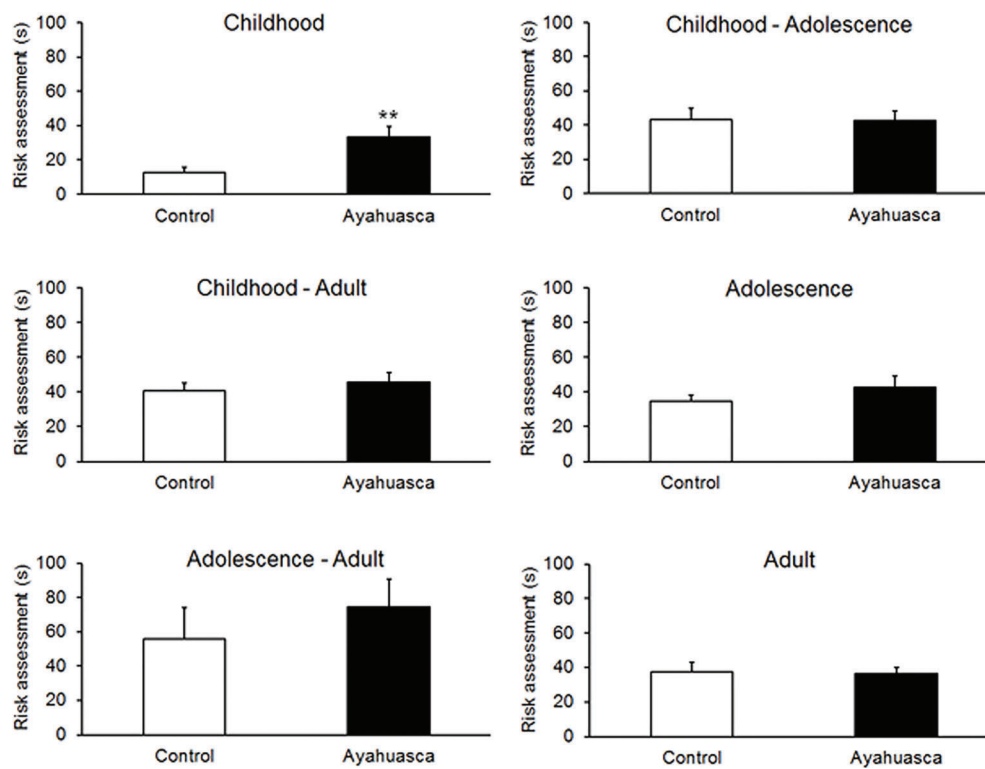 Childhood
Risk assessment (s)
100
80
60
40
20
0
**
Control Ayahuasca
Childhood - Adolescence
Risk assessment (s)
100
80
60
40
20
0
Control Ayahuasca
Childhood - Adult
Risk assessment (s)
100
80
60
40
20
0
Control Ayahuasca
Adolescence
Risk assessment (s)
100
80
60
40
20
0
Control Ayahuasca
Adolescence - Adult
Risk assessment (s)
100
80
60
40
20
0
Control Ayahuasca
Adult
Risk assessment (s)
100
80
60
40
20
0
Control Ayahuasca